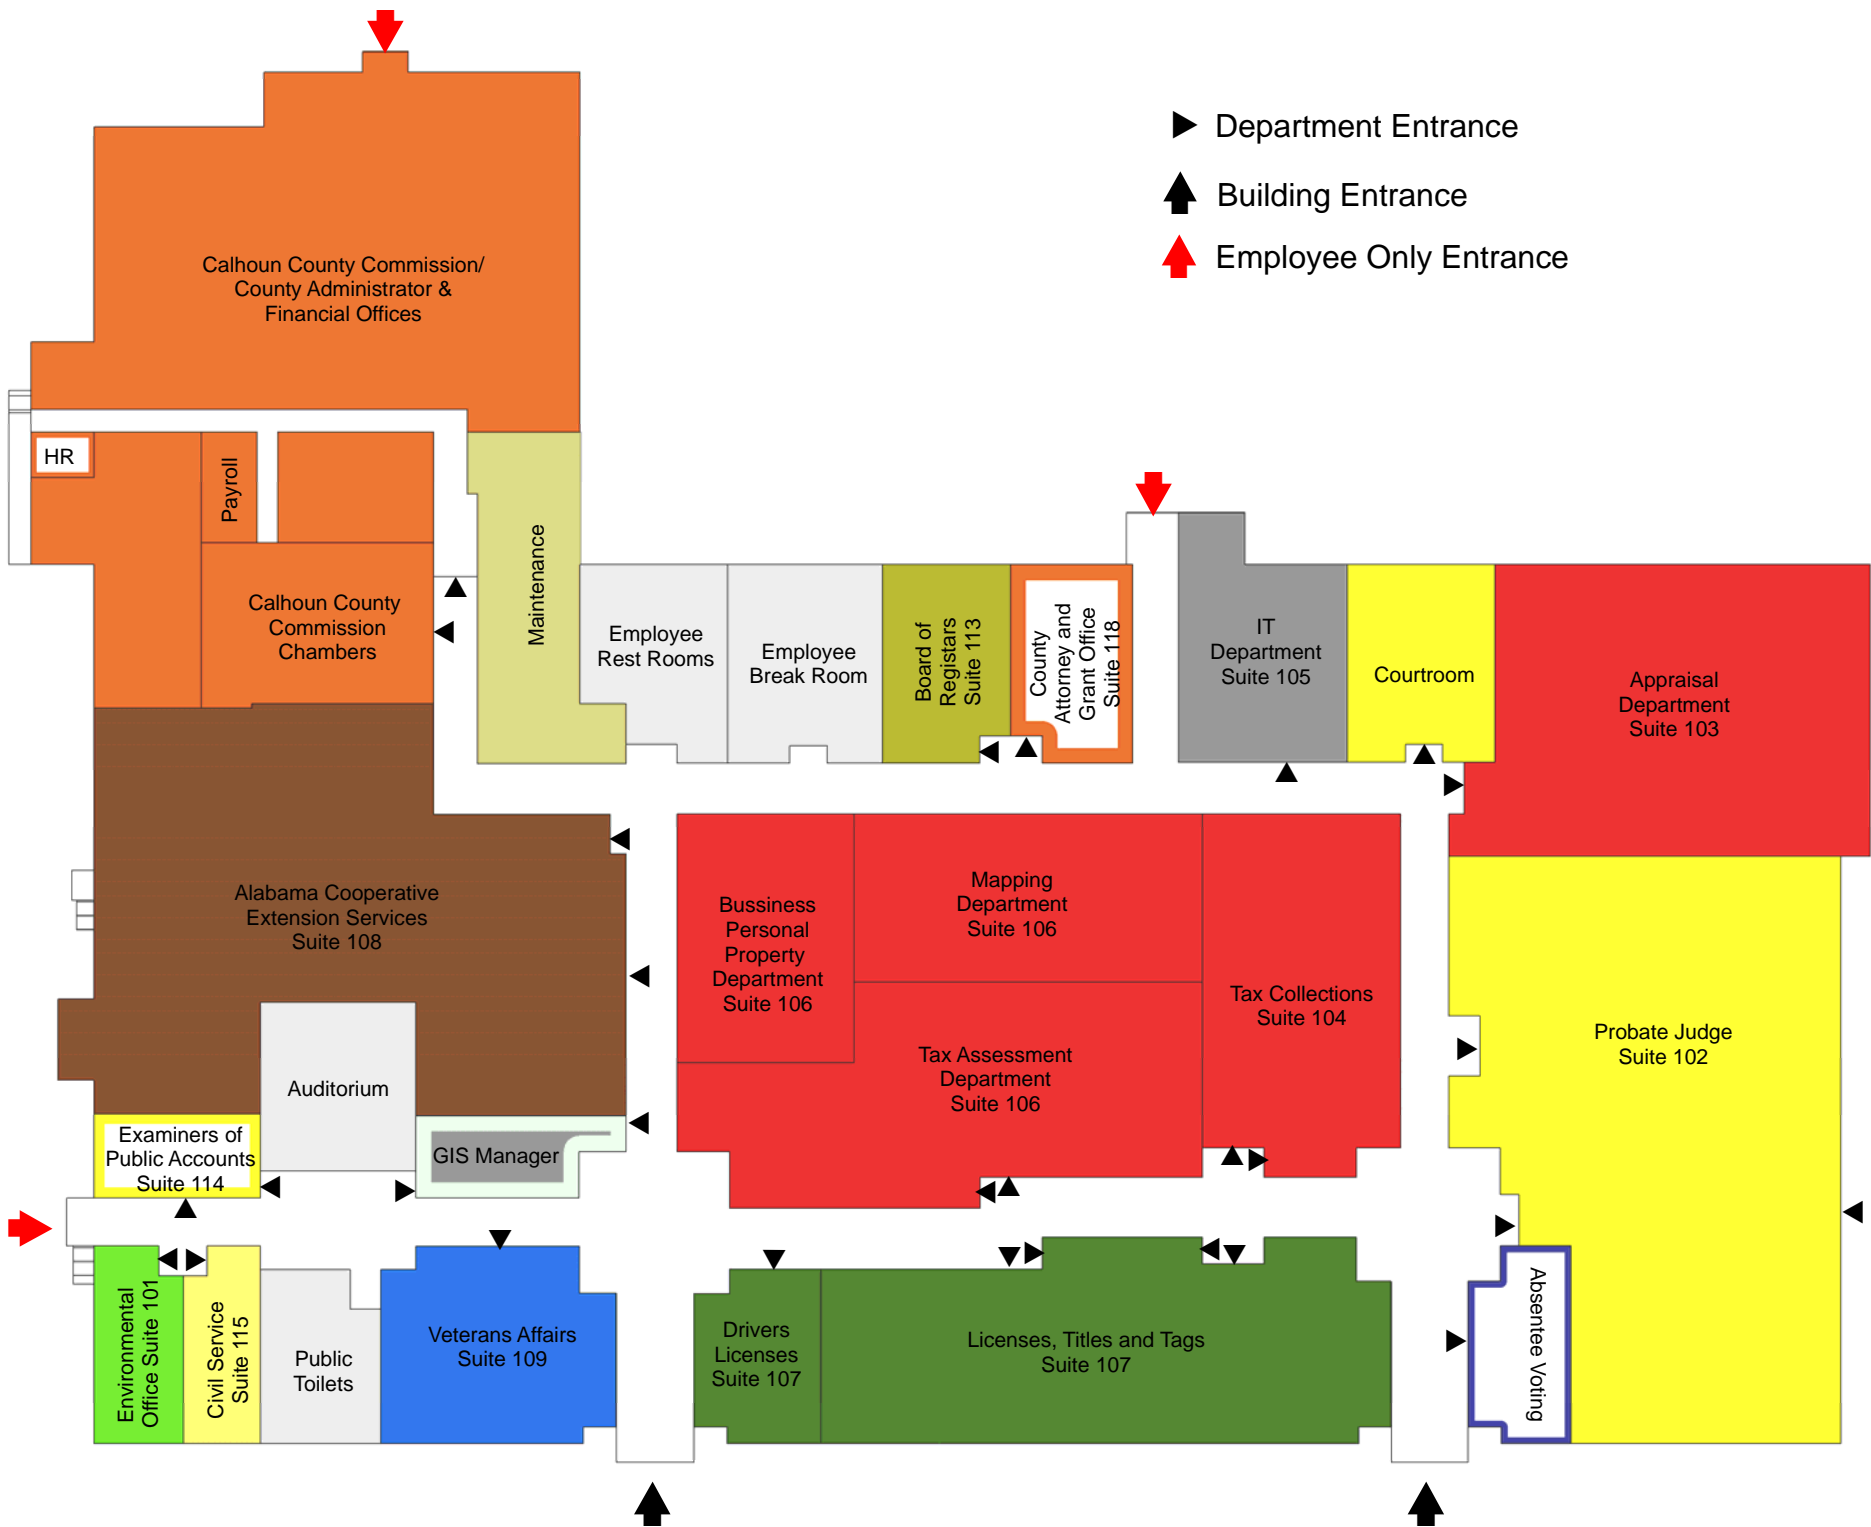 Department Entrance
Building Entrance
Employee Only Entrance
Calhoun County Commission/
County Administrator &
Financial Offices
HR
Payroll
Calhoun County
Commission
Chambers
Maintenance
Employee
Rest Rooms
Employee
Break Room
Board of
Registars
Suite 113
County
Attorney and
Grant Office
Suite 118
IT
Department
Suite 105
Courtroom
Appraisal
Department
Suite 103
Alabama Cooperative
Extension Services
Suite 108
Bussiness
Personal
Property
Department
Suite 106
Mapping
Department
Suite 106
Tax Collections
Suite 104
Tax Assessment
Department
Suite 106
Probate Judge
Suite 102
Auditorium
Examiners of
Public Accounts
Suite 114
GIS Manager
Environmental
Office Suite 101
Civil Service
Suite 115
Public
Toilets
Veterans Affairs
Suite 109
Drivers
Licenses
Suite 107
Licenses, Titles and Tags
Suite 107
Absentee Voting